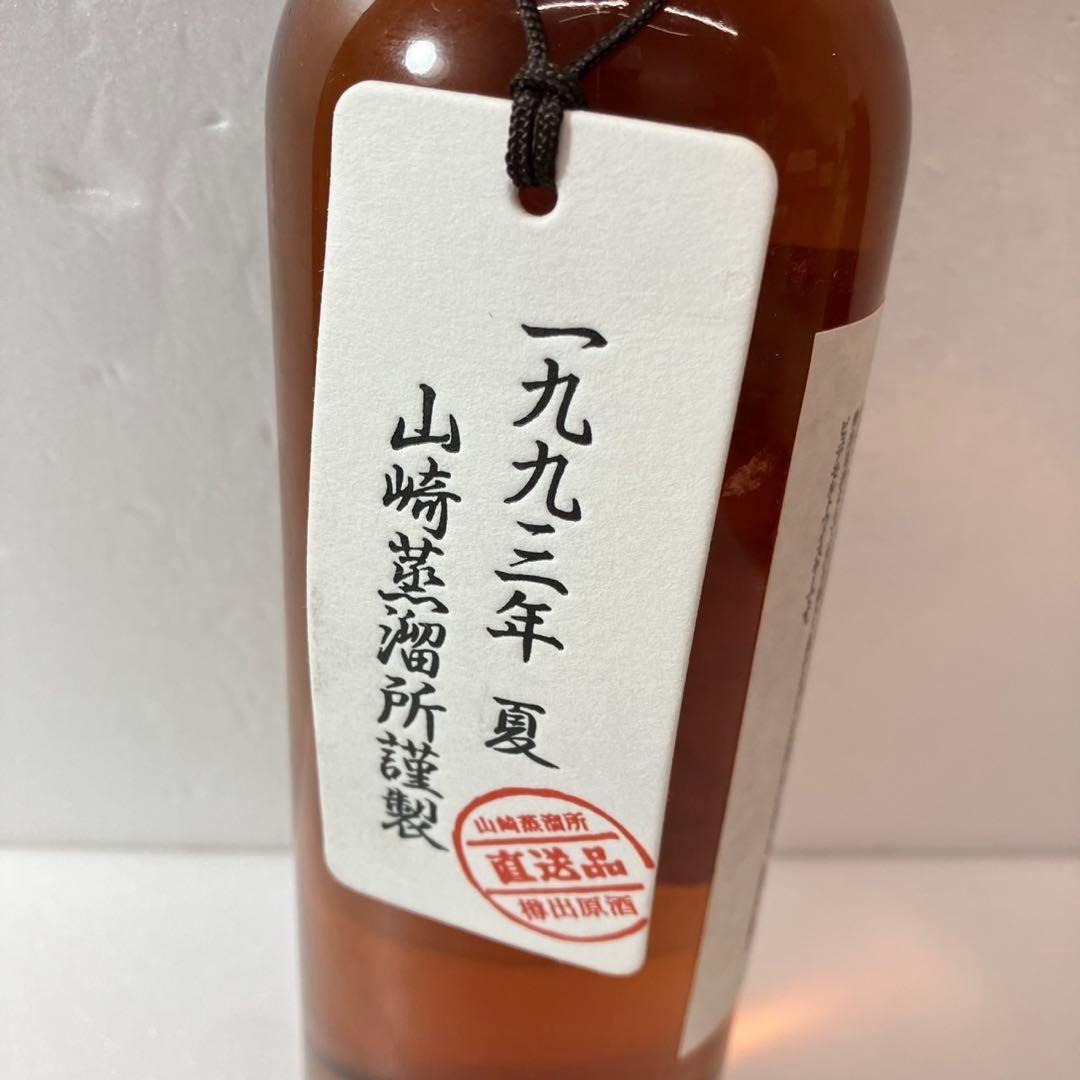 一九九三年 夏
山崎蒸溜所謹製
山崎蒸溜所
直送品
樽出原酒